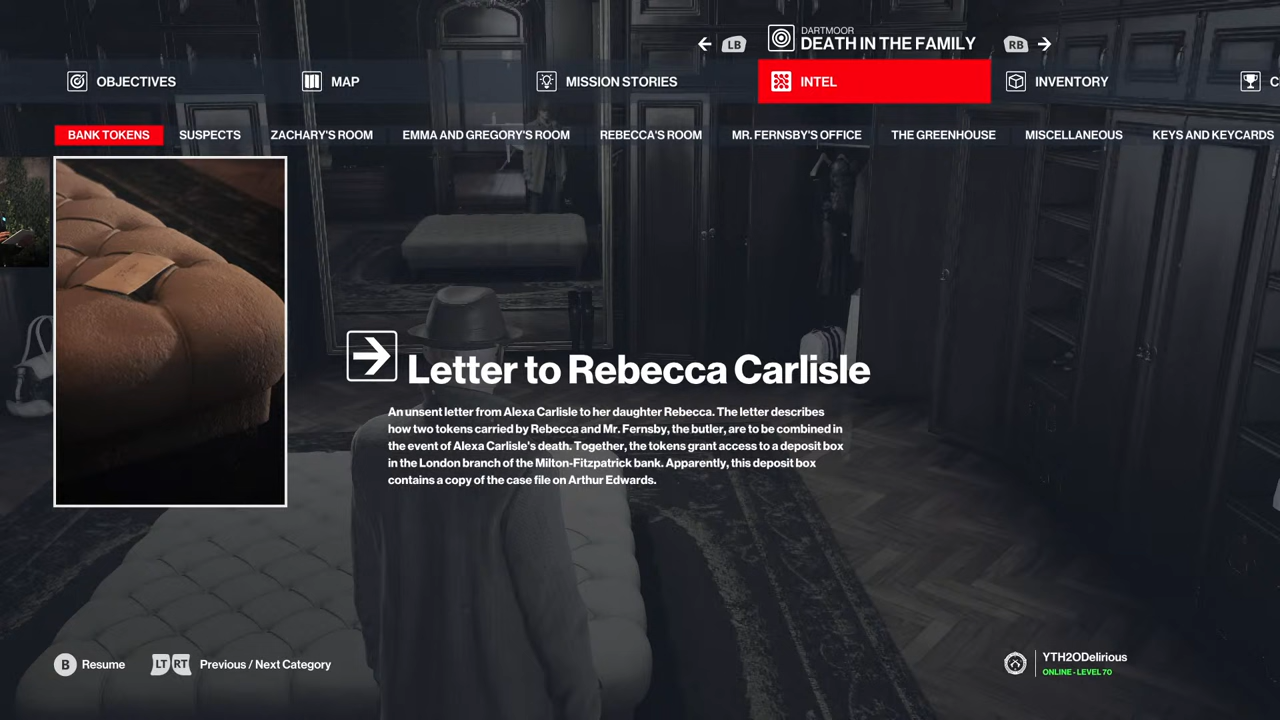 LB
DARTMOOR
DEATH IN THE FAMILY
RB
OBJECTIVES
MAP
MISSION STORIES
INTEL
INVENTORY
C
BANK TOKENS
SUSPECTS
ZACHARY'S ROOM
EMMA AND GREGORY'S ROOM
REBECCA'S ROOM
MR. FERNSBY'S OFFICE
THE GREENHOUSE
MISCELLANEOUS
KEYS AND KEYCARDS
Letter to Rebecca Carlisle
An unsent letter from Alexa Carlisle to her daughter Rebecca. The letter describes
how two tokens carried by Rebecca and Mr. Fernsby, the butler, are to be combined in
the event of Alexa Carlisle's death. Together, the tokens grant access to a deposit box
in the London branch of the Milton-Fitzpatrick bank. Apparently, this deposit box
contains a copy of the case file on Arthur Edwards.
B Resume
LT RT Previous / Next Category
YTH2ODelirious
ONLINE - LEVEL 70